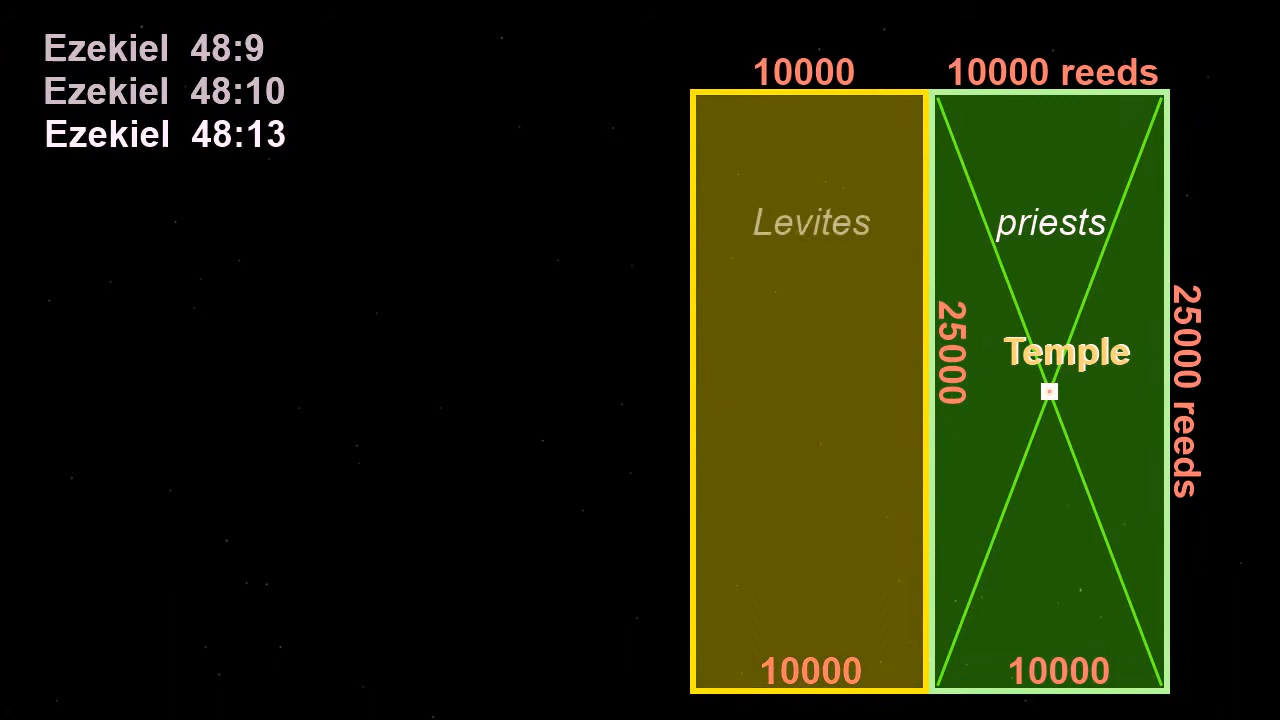 Ezekiel 48:9
Ezekiel 48:10
Ezekiel 48:13
10000
10000 reeds
Levites
priests
25000
25000 reeds
Temple
10000
10000